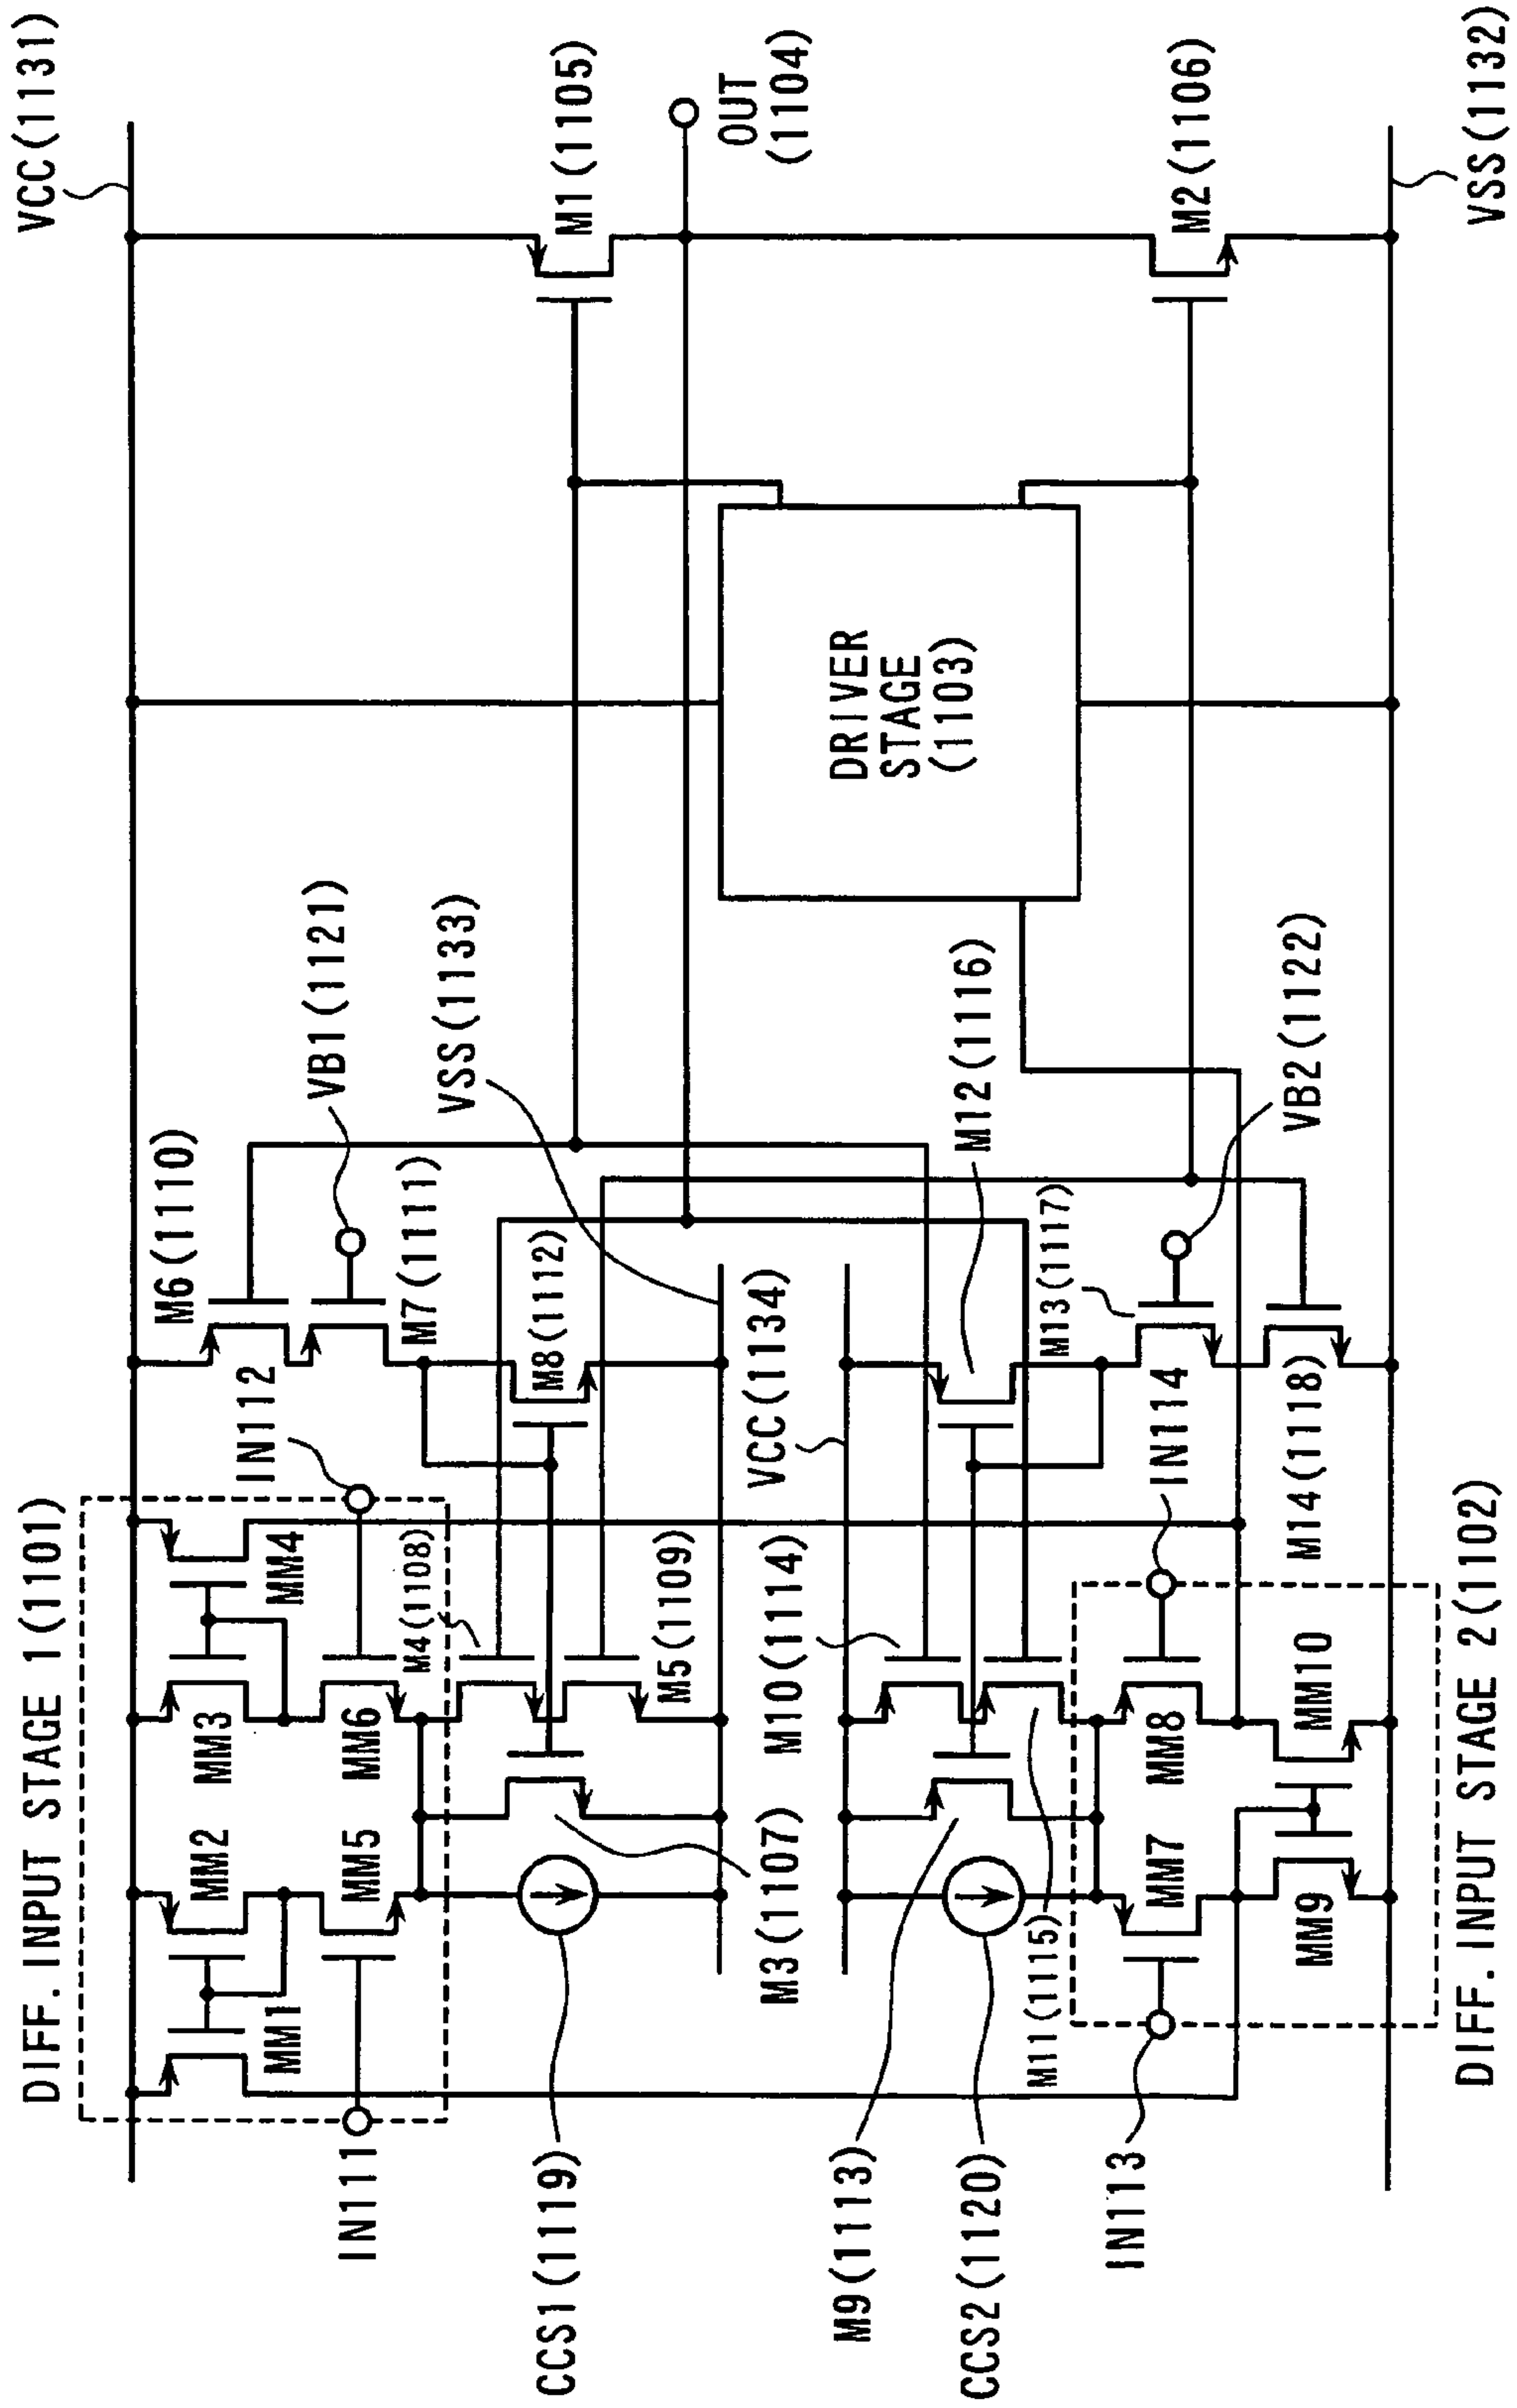 DIFF.INPUT STAGE 1(1101)
VCC(1131)
MM1
MM2
MM3
MM4
MM5
MM6
IN111
IN112
M6(1110)
VB1(1121)
M7(1111)
M4(1108)
M8(1112)
VSS(1133)
M5(1109)
CCS1(1119)
M3(1107)
M1(1105)
OUT
(1104)
DRIVER
STAGE
(1103)
VCC(1134)
M10(1114)
M12(1116)
M9(1113)
CCS2(1120)
M11(1115)
M13(1117)
VB2(1122)
IN113
IN114
MM7
MM8
MM9
MM10
M14(1118)
M2(1106)
DIFF.INPUT STAGE 2(1102)
VSS(1132)